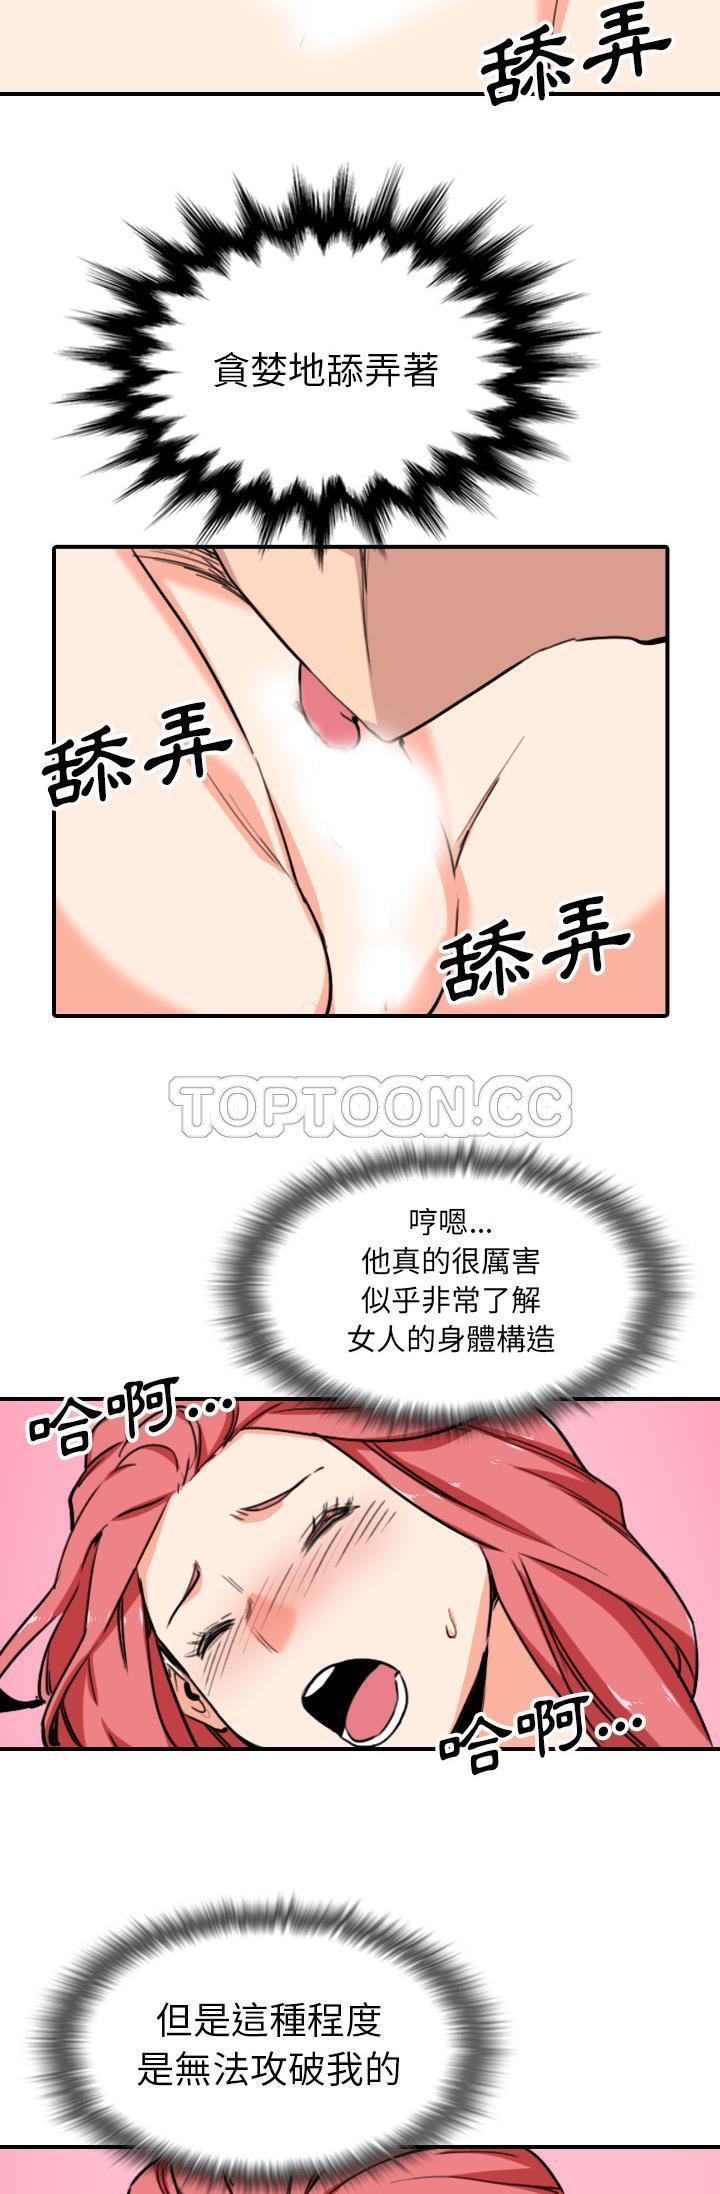 舔弄
貪婪地舔弄著
舔弄
舔弄
TOPTOON.CC
哼嗯...
他真的很厲害
似乎非常了解
女人的身體構造
哈啊...
哈啊...
但是這種程度
是無法攻破我的